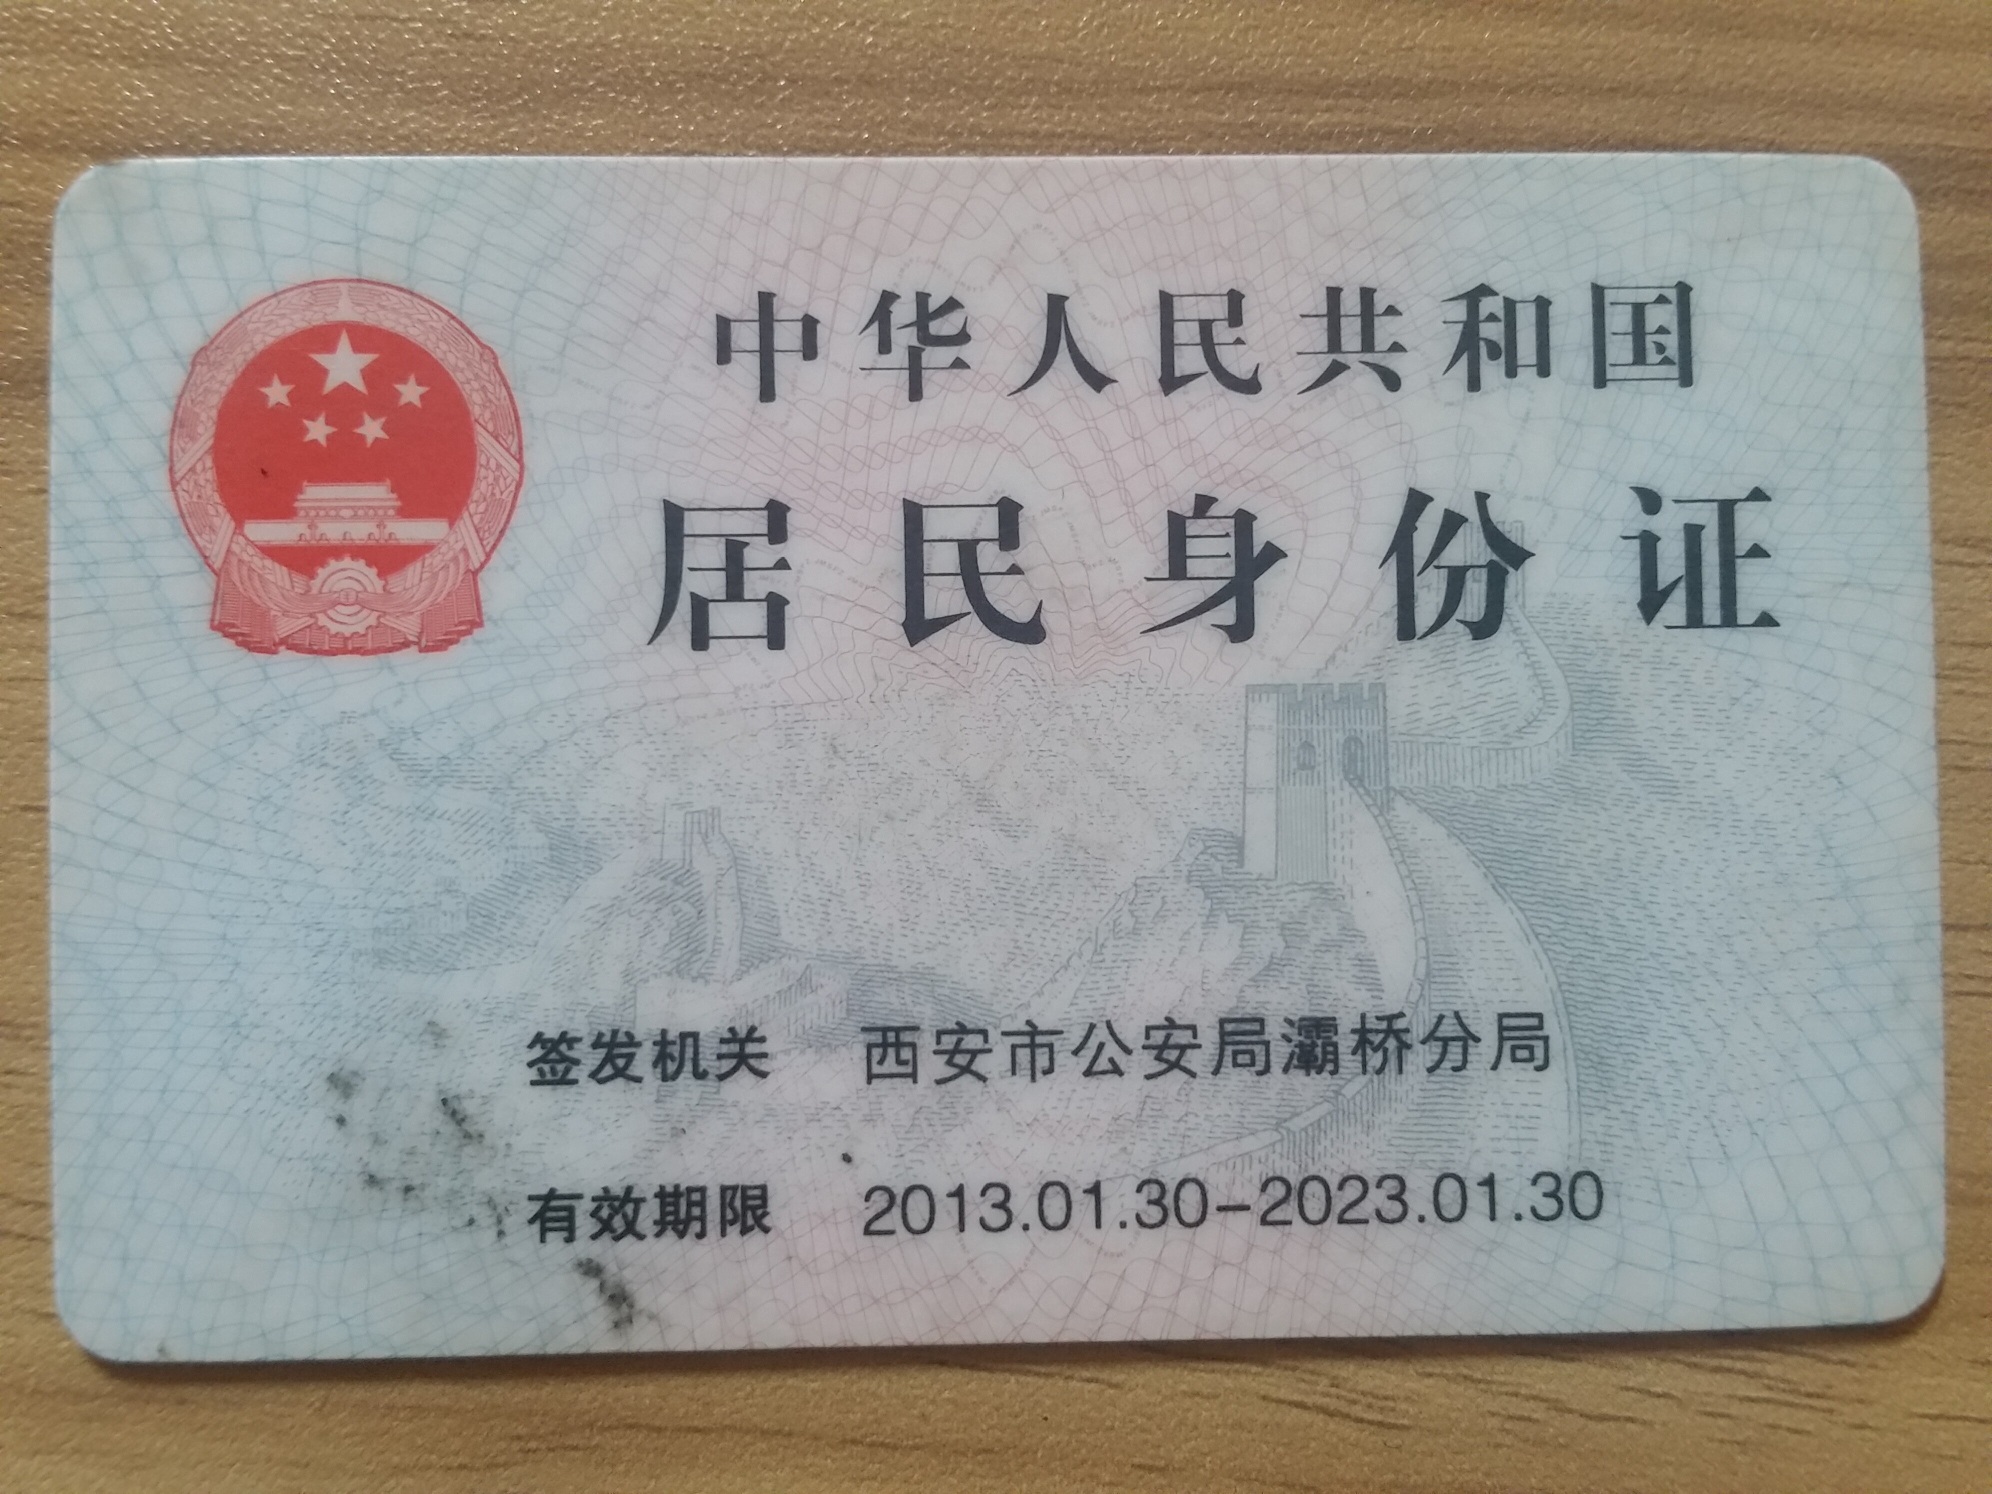 中华人民共和国
居民身份证
签发机关 西安市公安局灞桥分局
有效期限 2013.01.30-2023.01.30